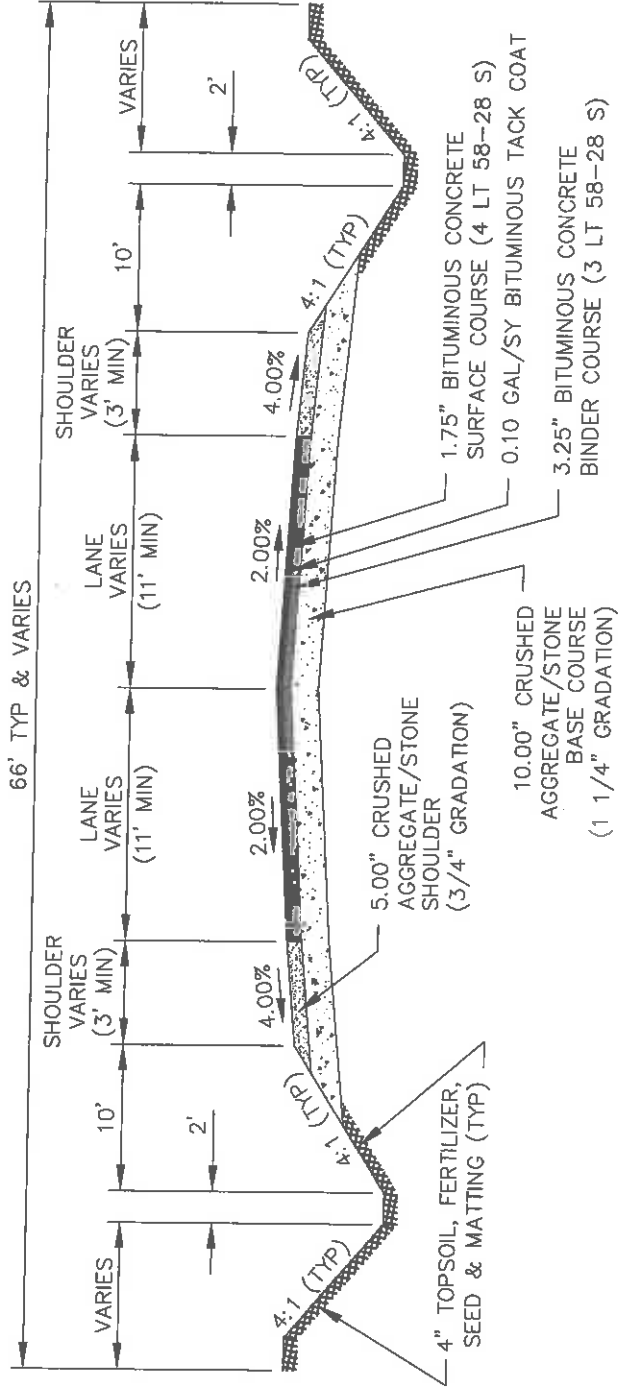 66' TYP & VARIES
VARIES
2'
10'
SHOULDER
VARIES
(3' MIN)
LANE
VARIES
(11' MIN)
LANE
VARIES
(11' MIN)
SHOULDER
VARIES
(3' MIN)
10'
2'
VARIES
4:1 (TYP)
4:1 (TYP)
4.00%
2.00%
2.00%
4.00%
4:1 (TYP)
4:1 (TYP)
4" TOPSOIL, FERTILIZER,
SEED & MATTING (TYP)
5.00" CRUSHED
AGGREGATE/STONE
SHOULDER
(3/4" GRADATION)
10.00" CRUSHED
AGGREGATE/STONE
BASE COURSE
(1 1/4" GRADATION)
1.75" BITUMINOUS CONCRETE
SURFACE COURSE (4 LT 58-28 S)
0.10 GAL/SY BITUMINOUS TACK COAT
3.25" BITUMINOUS CONCRETE
BINDER COURSE (3 LT 58-28 S)